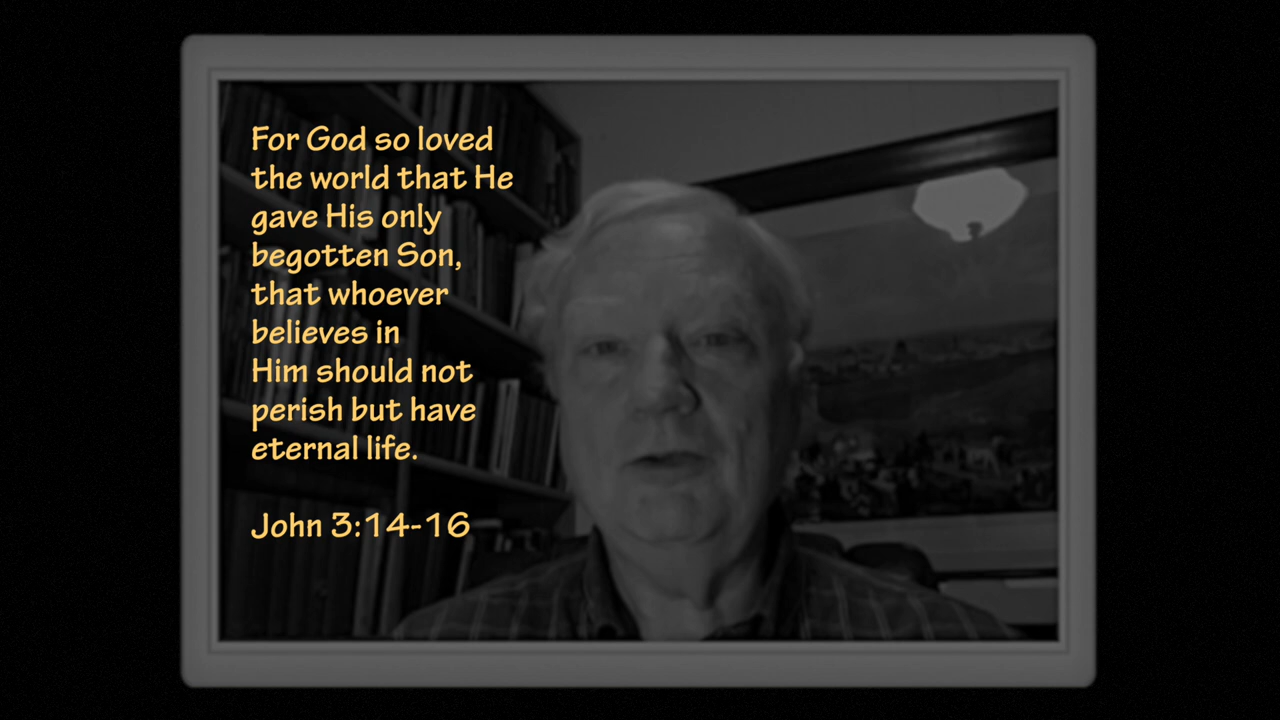 For God so loved
the world that He
gave His only
begotten Son,
that whoever
believes in
Him should not
perish but have
eternal life.
John 3:14-16